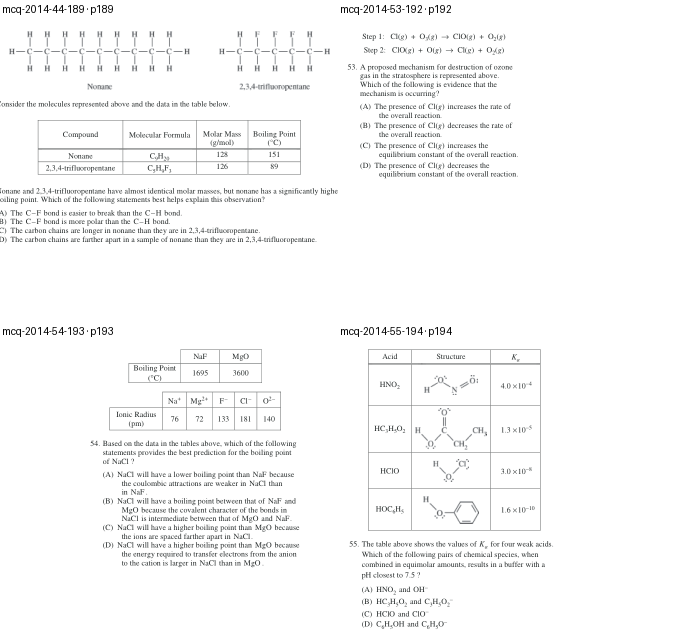 mcq-2014-44-189 · p189
H H H H H H H H H
H—C—C—C—C—C—C—C—C—C—H
H H H H H H H H H
Nonane
H F F F H
H—C—C—C—C—C—H
H H H H H
2,3,4-trifluoropentane
Consider the molecules represented above and the data in the table below.
Compound Molecular Formula Molar Mass (g/mol) Boiling Point (°C)
Nonane C₉H₂₀ 128 151
2,3,4-trifluoropentane C₅H₉F₃ 126 89
Nonane and 2,3,4-trifluoropentane have almost identical molar masses, but nonane has a significantly highe
boiling point. Which of the following statements best helps explain this observation?
A) The C–F bond is easier to break than the C–H bond.
B) The C–F bond is more polar than the C–H bond.
C) The carbon chains are longer in nonane than they are in 2,3,4-trifluoropentane.
D) The carbon chains are farther apart in a sample of nonane than they are in 2,3,4-trifluoropentane.
mcq-2014-53-192 · p192
Step 1: Cl(g) + O₃(g) → ClO(g) + O₂(g)
Step 2: ClO(g) + O(g) → Cl(g) + O₂(g)
53. A proposed mechanism for destruction of ozone
gas in the stratosphere is represented above.
Which of the following is evidence that the
mechanism is occurring?
(A) The presence of Cl(g) increases the rate of
the overall reaction.
(B) The presence of Cl(g) decreases the rate of
the overall reaction.
(C) The presence of Cl(g) increases the
equilibrium constant of the overall reaction.
(D) The presence of Cl(g) decreases the
equilibrium constant of the overall reaction.
mcq-2014-54-193 · p193
NaF MgO
Boiling Point (°C) 1695 3600
Na⁺ Mg²⁺ F⁻ Cl⁻ O²⁻
Ionic Radius (pm) 76 72 133 181 140
54. Based on the data in the tables above, which of the following
statements provides the best prediction for the boiling point
of NaCl ?
(A) NaCl will have a lower boiling point than NaF because
the coulombic attractions are weaker in NaCl than
in NaF.
(B) NaCl will have a boiling point between that of NaF and
MgO because the covalent character of the bonds in
NaCl is intermediate between that of MgO and NaF.
(C) NaCl will have a higher boiling point than MgO because
the ions are spaced farther apart in NaCl.
(D) NaCl will have a higher boiling point than MgO because
the energy required to transfer electrons from the anion
to the cation is larger in NaCl than in MgO.
mcq-2014-55-194 · p194
Acid Structure Kₐ
HNO₂ H O N O 4.0×10⁻⁴
HC₃H₅O₂ O H C CH₃ O CH₂ 1.3×10⁻⁵
HClO H Cl O 3.0×10⁻⁸
HOC₆H₅ H O 1.6×10⁻¹⁰
55. The table above shows the values of Kₐ for four weak acids.
Which of the following pairs of chemical species, when
combined in equimolar amounts, results in a buffer with a
pH closest to 7.5 ?
(A) HNO₂ and OH⁻
(B) HC₃H₅O₂ and C₃H₅O₂⁻
(C) HClO and ClO⁻
(D) C₆H₅OH and C₆H₅O⁻